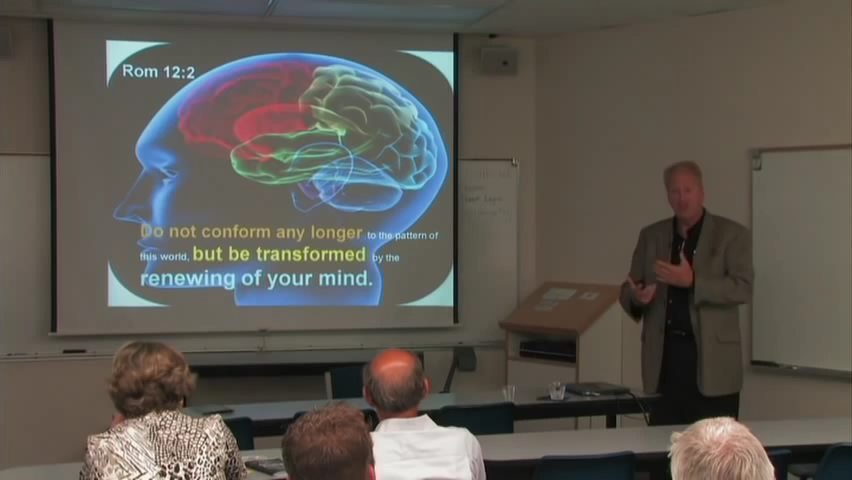 Rom 12:2
Do not conform any longer to the pattern of
this world, but be transformed by the
renewing of your mind.